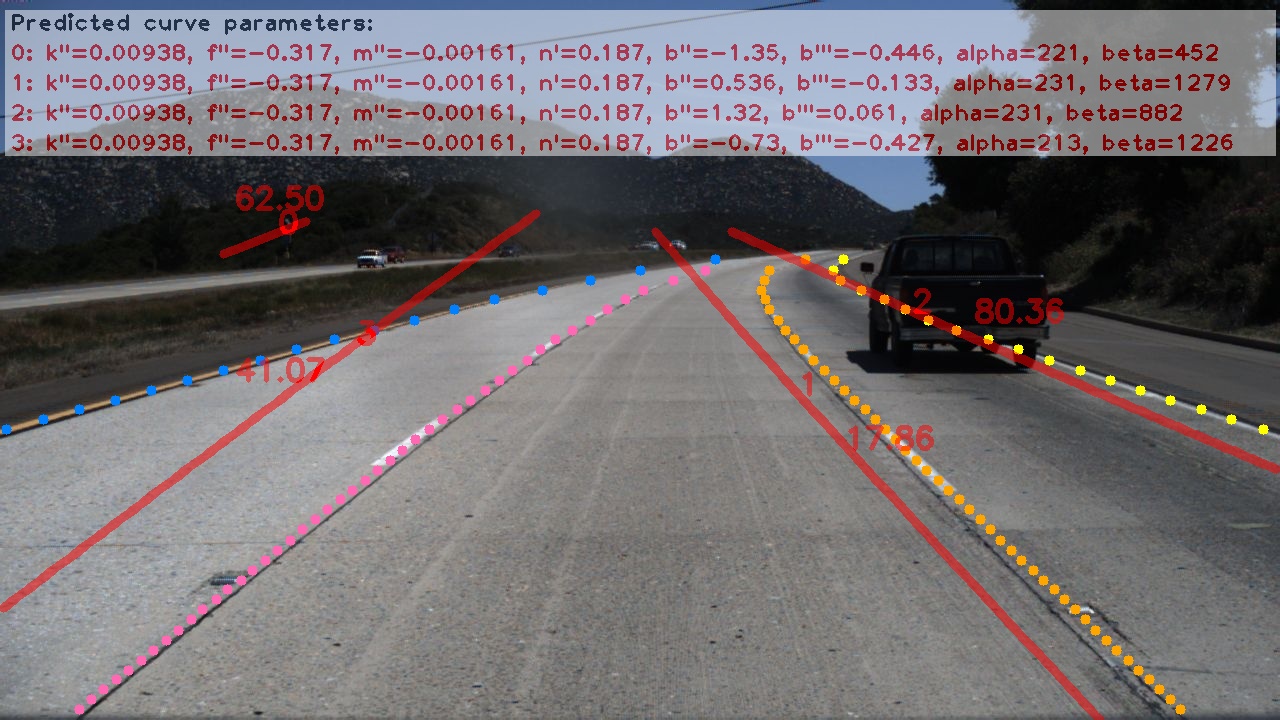 Predicted curve parameters:
0: k''=0.00938, f''=−0.317, m''=−0.00161, n'=0.187, b''=−1.35, b'''=−0.446, alpha=221, beta=452
1: k''=0.00938, f''=−0.317, m''=−0.00161, n'=0.187, b''=0.536, b'''=−0.133, alpha=231, beta=1279
2: k''=0.00938, f''=−0.317, m''=−0.00161, n'=0.187, b''=1.32, b'''=0.061, alpha=231, beta=882
3: k''=0.00938, f''=−0.317, m''=−0.00161, n'=0.187, b''=−0.73, b'''=−0.427, alpha=213, beta=1226
62.50
0
2 80.36
3
41.07
1
17.86